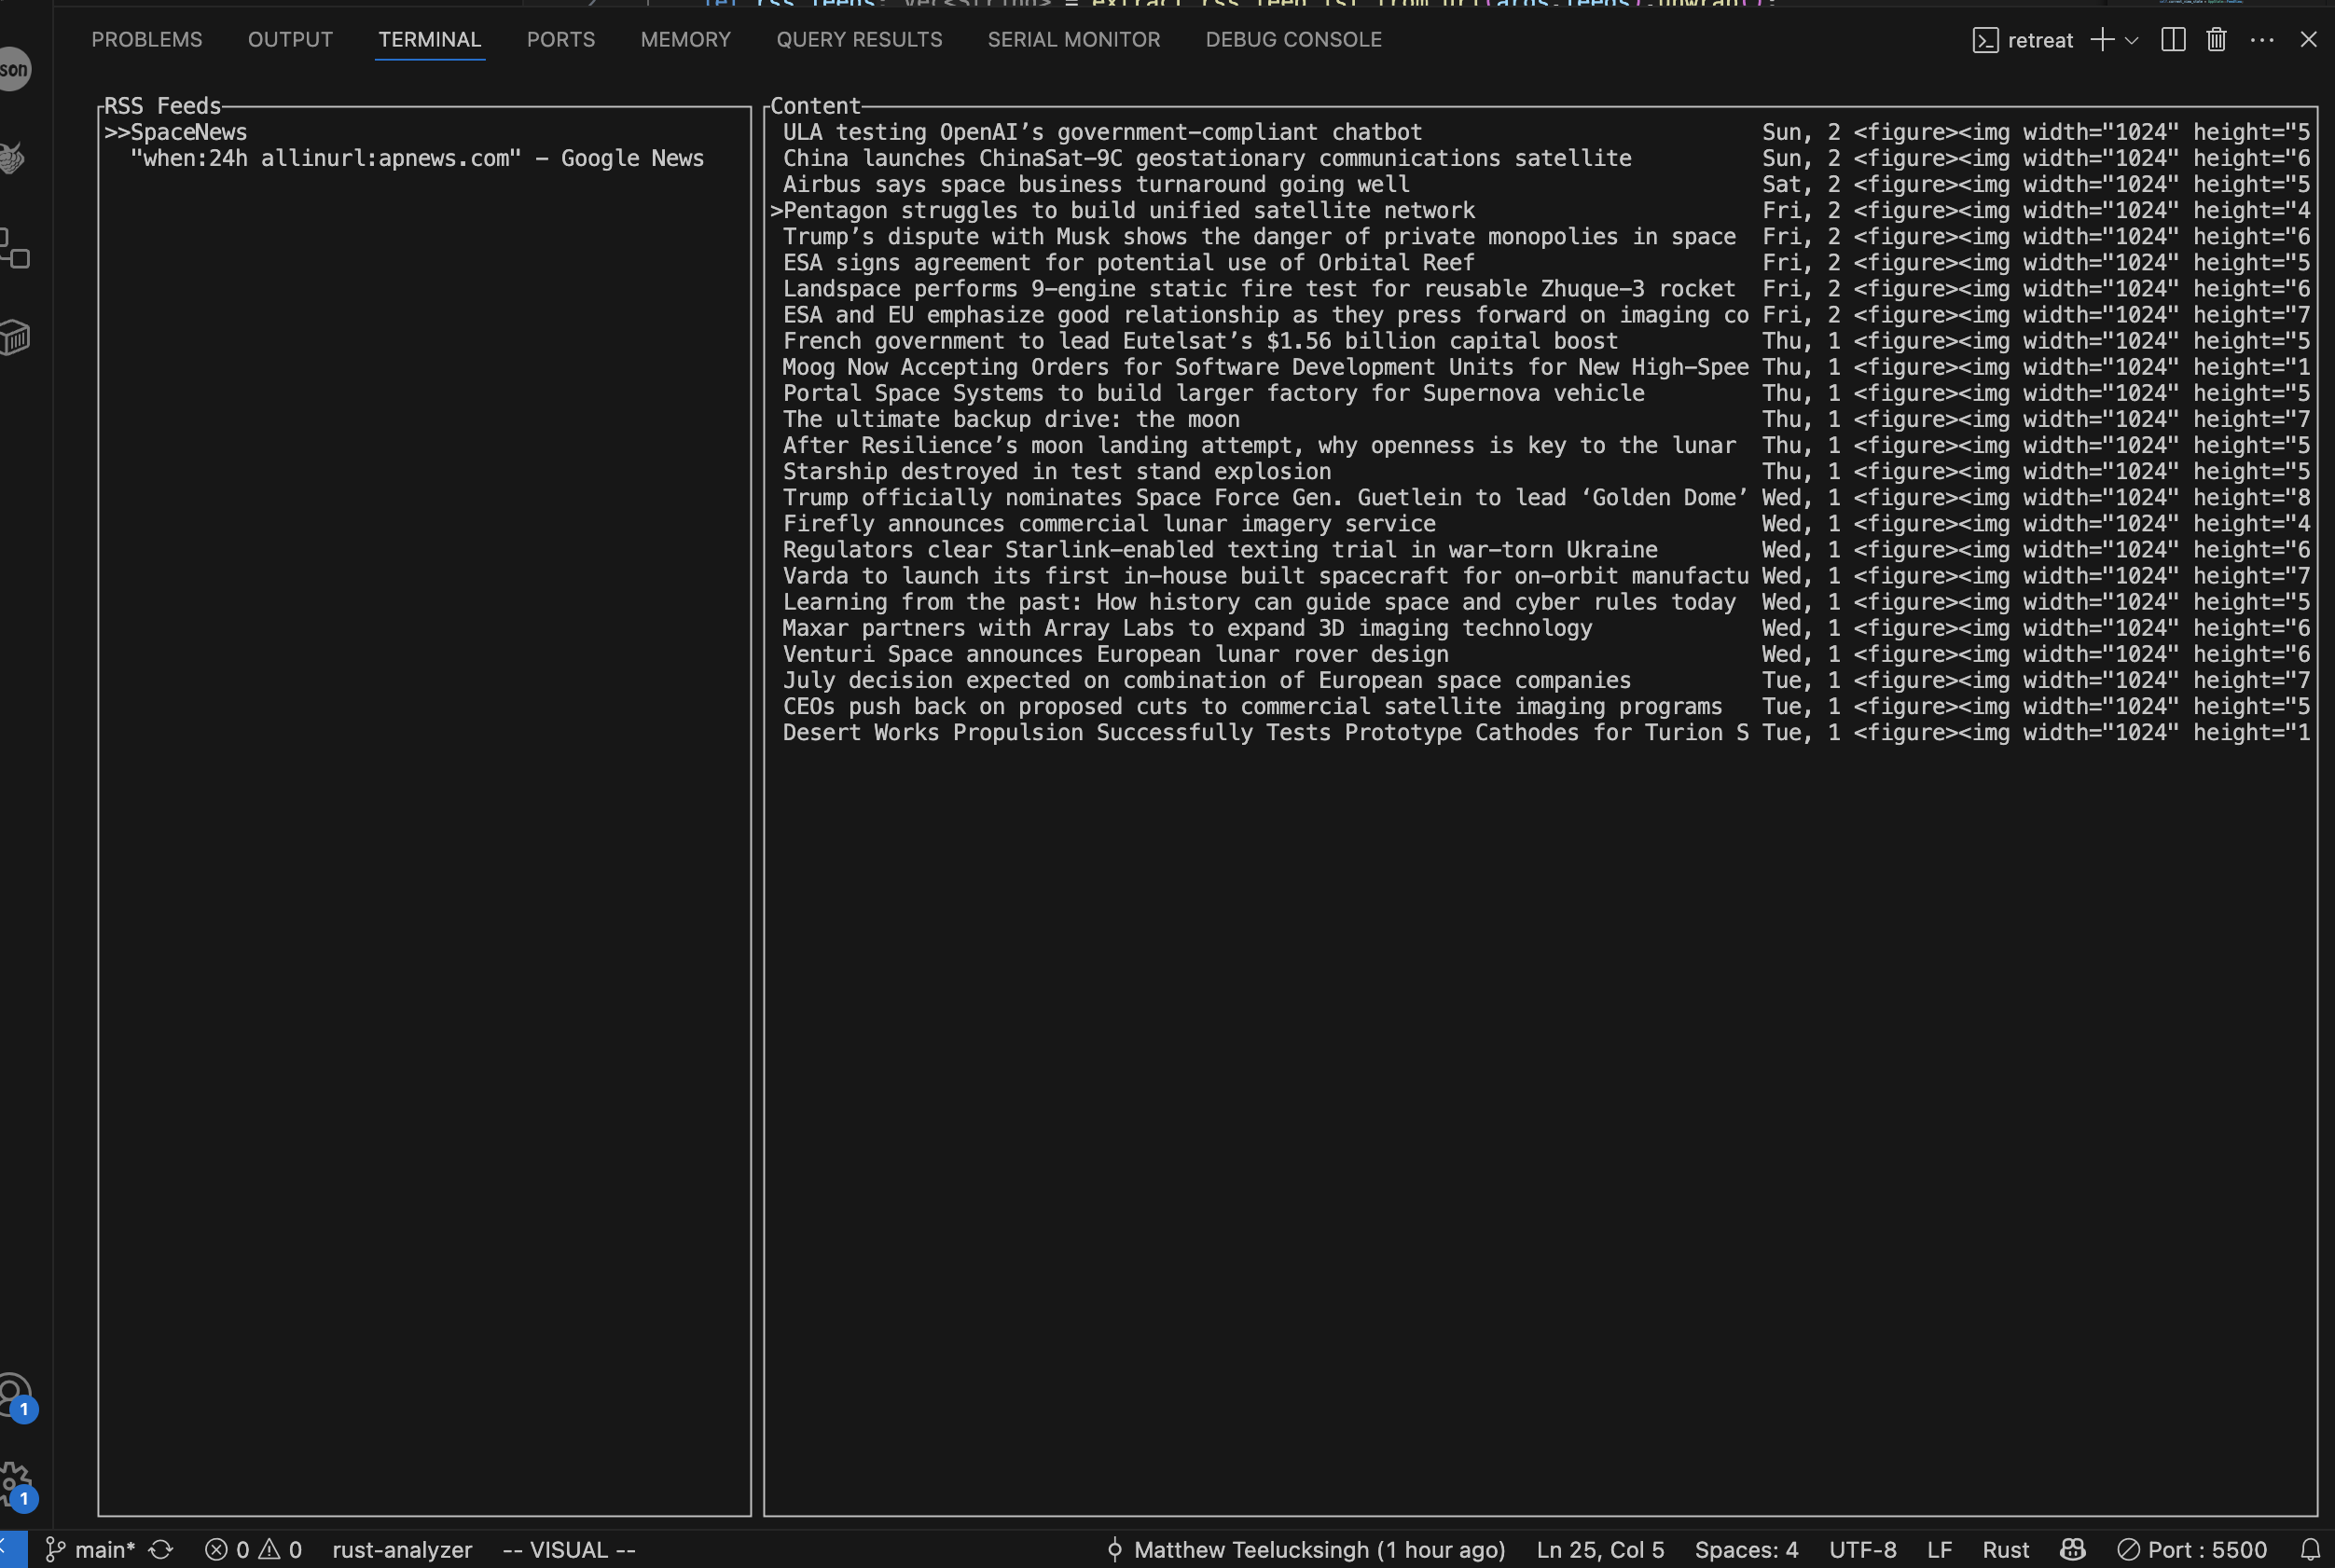 PROBLEMS OUTPUT TERMINAL PORTS MEMORY QUERY RESULTS SERIAL MONITOR DEBUG CONSOLE retreat
son
RSS Feeds
>>SpaceNews
"when:24h allinurl:apnews.com" - Google News
Content
ULA testing OpenAI’s government-compliant chatbot Sun, 2 <figure><img width="1024" height="5
China launches ChinaSat-9C geostationary communications satellite Sun, 2 <figure><img width="1024" height="6
Airbus says space business turnaround going well Sat, 2 <figure><img width="1024" height="5
>Pentagon struggles to build unified satellite network Fri, 2 <figure><img width="1024" height="4
Trump’s dispute with Musk shows the danger of private monopolies in space Fri, 2 <figure><img width="1024" height="6
ESA signs agreement for potential use of Orbital Reef Fri, 2 <figure><img width="1024" height="5
Landspace performs 9-engine static fire test for reusable Zhuque-3 rocket Fri, 2 <figure><img width="1024" height="6
ESA and EU emphasize good relationship as they press forward on imaging co Fri, 2 <figure><img width="1024" height="7
French government to lead Eutelsat’s $1.56 billion capital boost Thu, 1 <figure><img width="1024" height="5
Moog Now Accepting Orders for Software Development Units for New High-Spee Thu, 1 <figure><img width="1024" height="1
Portal Space Systems to build larger factory for Supernova vehicle Thu, 1 <figure><img width="1024" height="5
The ultimate backup drive: the moon Thu, 1 <figure><img width="1024" height="7
After Resilience’s moon landing attempt, why openness is key to the lunar Thu, 1 <figure><img width="1024" height="5
Starship destroyed in test stand explosion Thu, 1 <figure><img width="1024" height="5
Trump officially nominates Space Force Gen. Guetlein to lead ‘Golden Dome’ Wed, 1 <figure><img width="1024" height="8
Firefly announces commercial lunar imagery service Wed, 1 <figure><img width="1024" height="4
Regulators clear Starlink-enabled texting trial in war-torn Ukraine Wed, 1 <figure><img width="1024" height="6
Varda to launch its first in-house built spacecraft for on-orbit manufactu Wed, 1 <figure><img width="1024" height="7
Learning from the past: How history can guide space and cyber rules today Wed, 1 <figure><img width="1024" height="5
Maxar partners with Array Labs to expand 3D imaging technology Wed, 1 <figure><img width="1024" height="6
Venturi Space announces European lunar rover design Wed, 1 <figure><img width="1024" height="6
July decision expected on combination of European space companies Tue, 1 <figure><img width="1024" height="7
CEOs push back on proposed cuts to commercial satellite imaging programs Tue, 1 <figure><img width="1024" height="5
Desert Works Propulsion Successfully Tests Prototype Cathodes for Turion S Tue, 1 <figure><img width="1024" height="1
1
1
main* 0 0 rust-analyzer -- VISUAL -- Matthew Teelucksingh (1 hour ago) Ln 25, Col 5 Spaces: 4 UTF-8 LF Rust Port : 5500